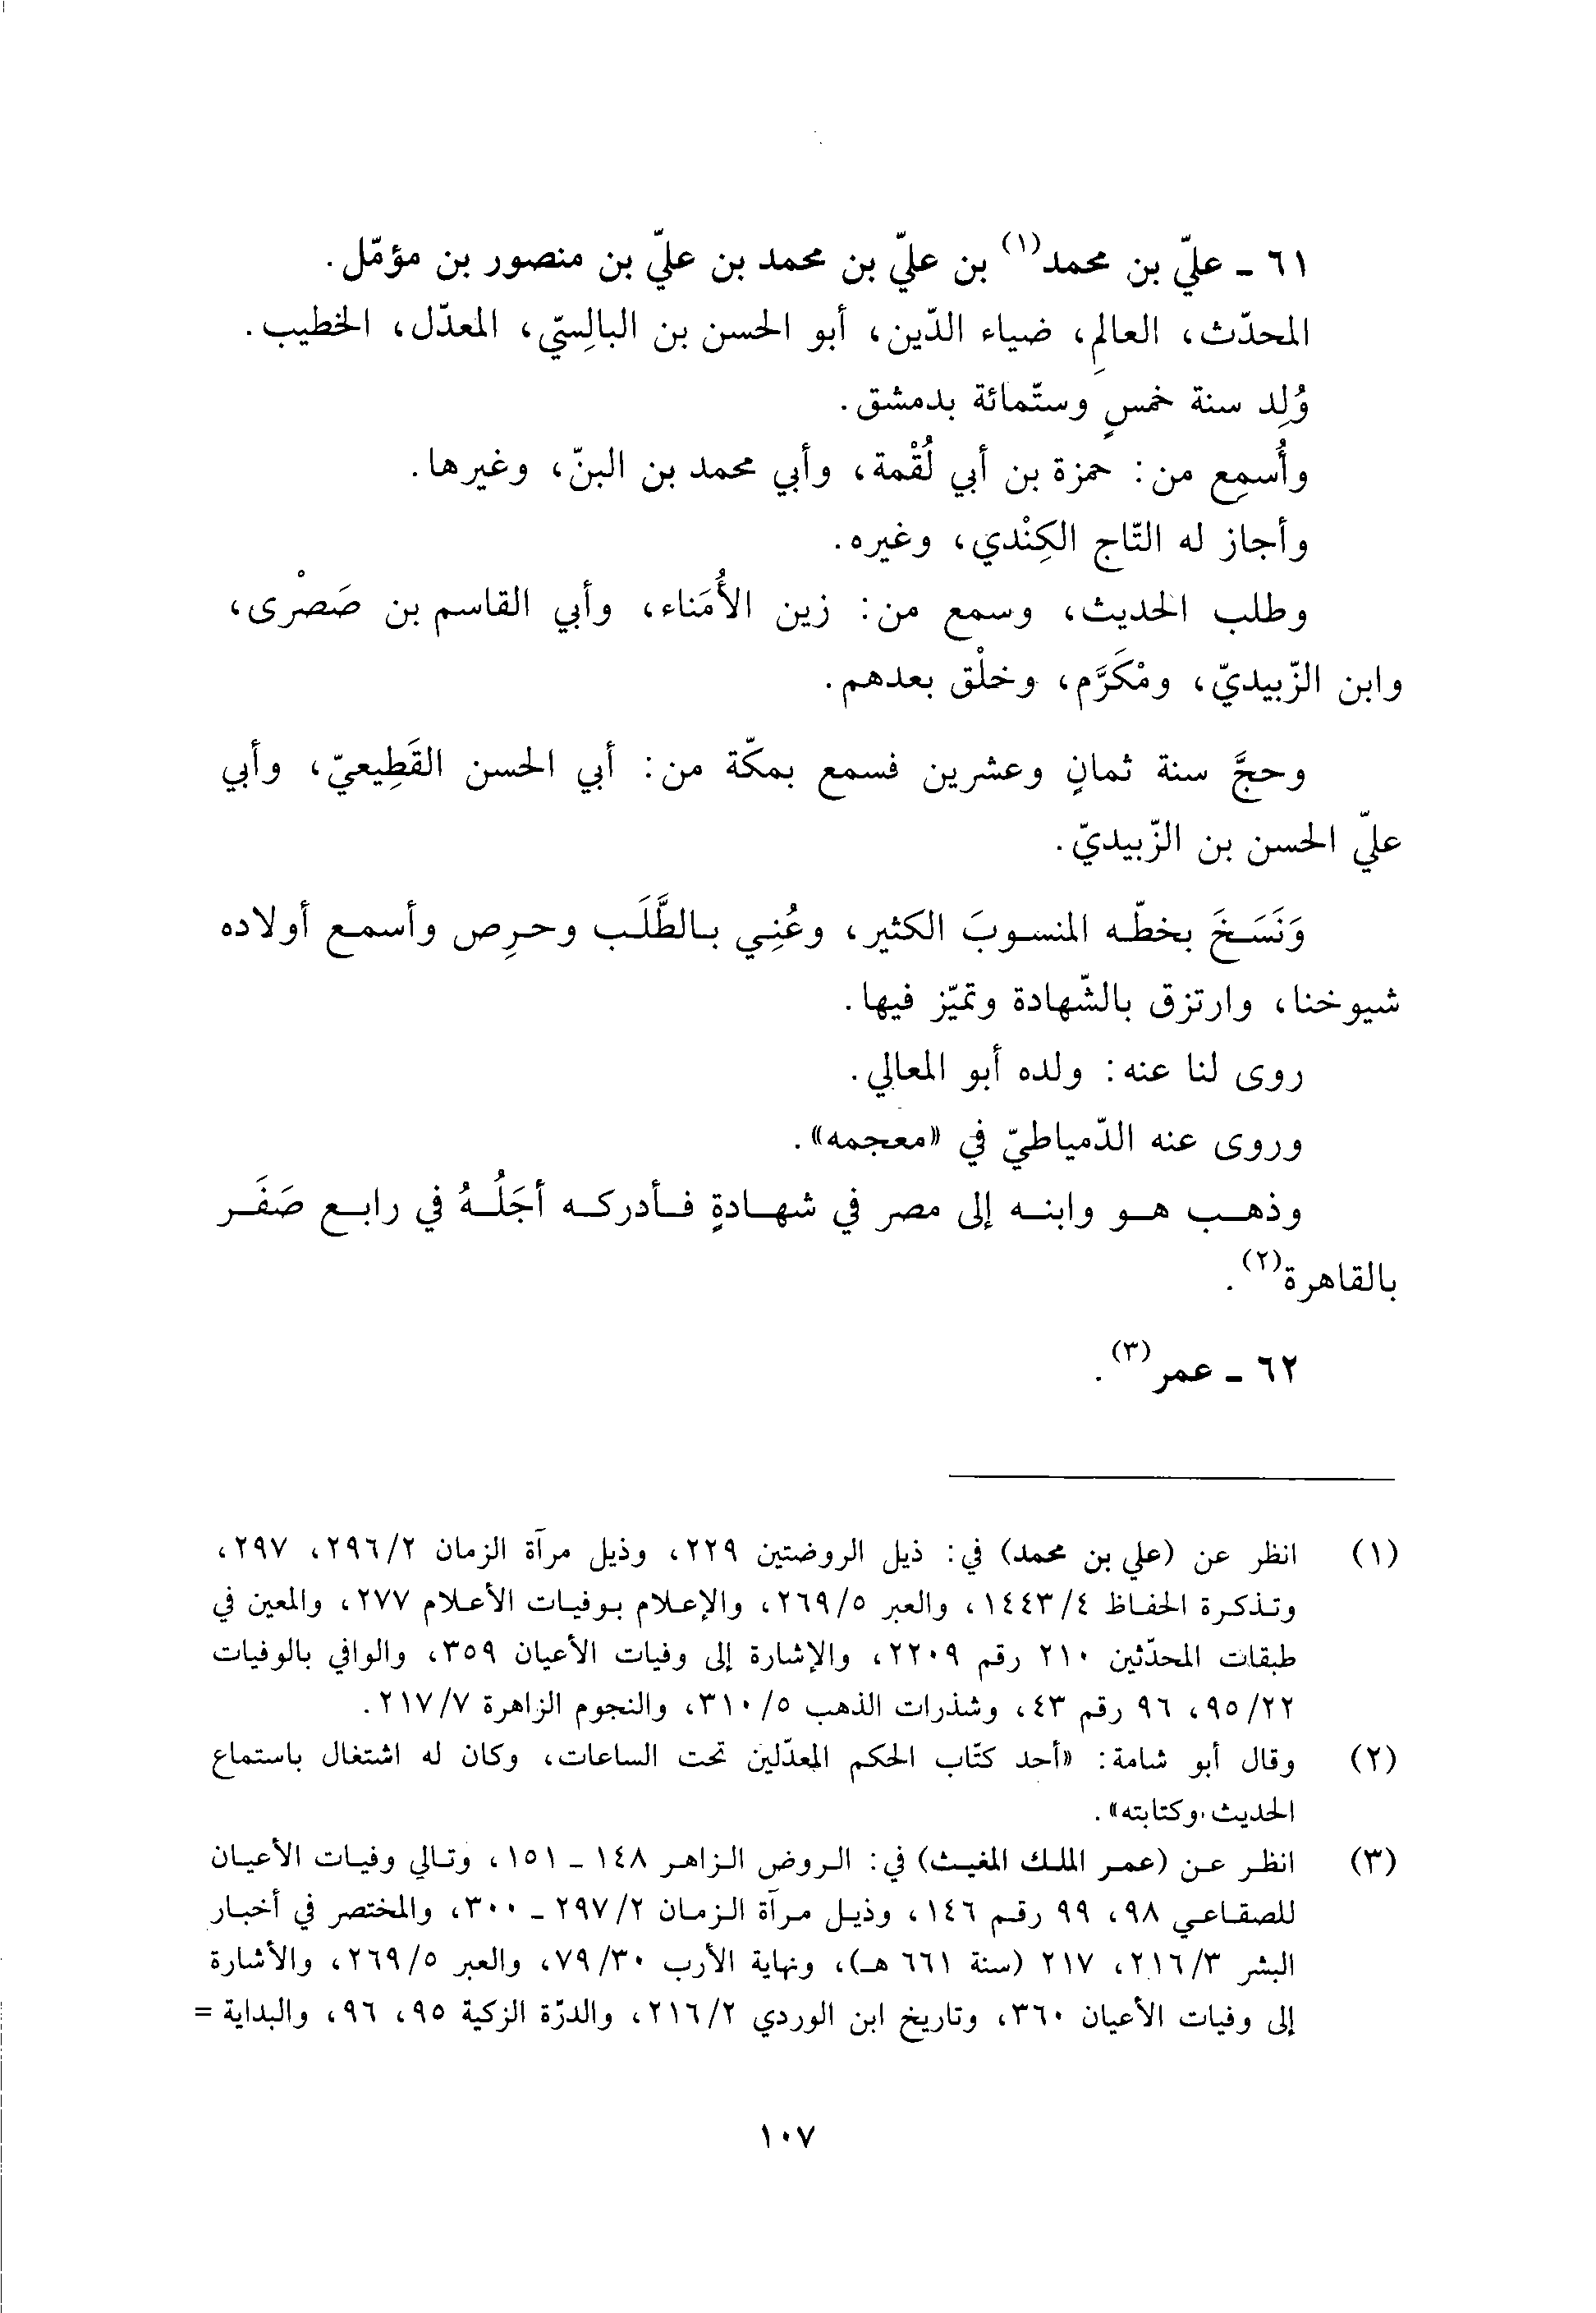 ٦١ - عليّ بن محمد(١) بن عليّ بن محمد بن عليّ بن منصور بن مؤمّل.
المحدّث، العالِم، ضياء الدّين، أبو الحسن بن البالِسيّ، المعدّل، الخطيب.
وُلِد سنة خمسٍ وستّمائة بدمشق.
وأُسمِع من: حمزة بن أبي لُقْمة، وأبي محمد بن البنّ، وغيرها.
وأجاز له التّاج الكِنْدي، وغيره.
وطلب الحديث، وسمع من: زين الأُمَناء، وأبي القاسم بن صَصْرى،
وابن الزّبيديّ، ومْكَرَّم، وخلْق بعدهم.
وحجَّ سنة ثمانٍ وعشرين فسمع بمكّة من: أبي الحسن القَطِيعيّ، وأبي
عليّ الحسن بن الزّبيديّ.
وَنَسَخَ بخطّه المنسوبَ الكثير، وعُنِي بالطَّلَب وحرِص وأسمع أولاده
شيوخنا، وارتزق بالشّهادة وتميّز فيها.
روى لنا عنه: ولده أبو المعالي.
وروى عنه الدّمياطيّ في «معجمه».
وذهب هو وابنه إلى مصر في شهادةٍ فأدركه أجَلُهُ في رابع صَفَر
بالقاهرة(٢).
٦٢ - عمر(٣).
(١) انظر عن (علي بن محمد) في: ذيل الروضتين ٢٢٩، وذيل مرآة الزمان ٢/٢٩٦، ٢٩٧،
وتذكرة الحفاظ ٤/١٤٤٣، والعبر ٥/٢٦٩، والإعلام بوفيات الأعلام ٢٧٧، والمعين في
طبقات المحدّثين ٢١٠ رقم ٢٢٠٩، والإشارة إلى وفيات الأعيان ٣٥٩، والوافي بالوفيات
٢٢/٩٥، ٩٦ رقم ٤٣، وشذرات الذهب ٥/٣١٠، والنجوم الزاهرة ٧/٢١٧.
(٢) وقال أبو شامة: «أحد كتّاب الحكم المعدّلين تحت الساعات، وكان له اشتغال باستماع
الحديث وكتابته».
(٣) انظر عن (عمر الملك المغيث) في: الروض الزاهر ١٤٨ - ١٥١، وتالي وفيات الأعيان
للصقاعي ٩٨، ٩٩ رقم ١٤٦، وذيل مرآة الزمان ٢/٢٩٧ - ٣٠٠، والمختصر في أخبار
البشر ٣/٢١٦، ٢١٧ (سنة ٦٦١ هـ)، ونهاية الأرب ٣٠/٧٩، والعبر ٥/٢٦٩، والأشارة
إلى وفيات الأعيان ٣٦٠، وتاريخ ابن الوردي ٢/٢١٦، والدرّة الزكية ٩٥، ٩٦، والبداية =
١٠٧